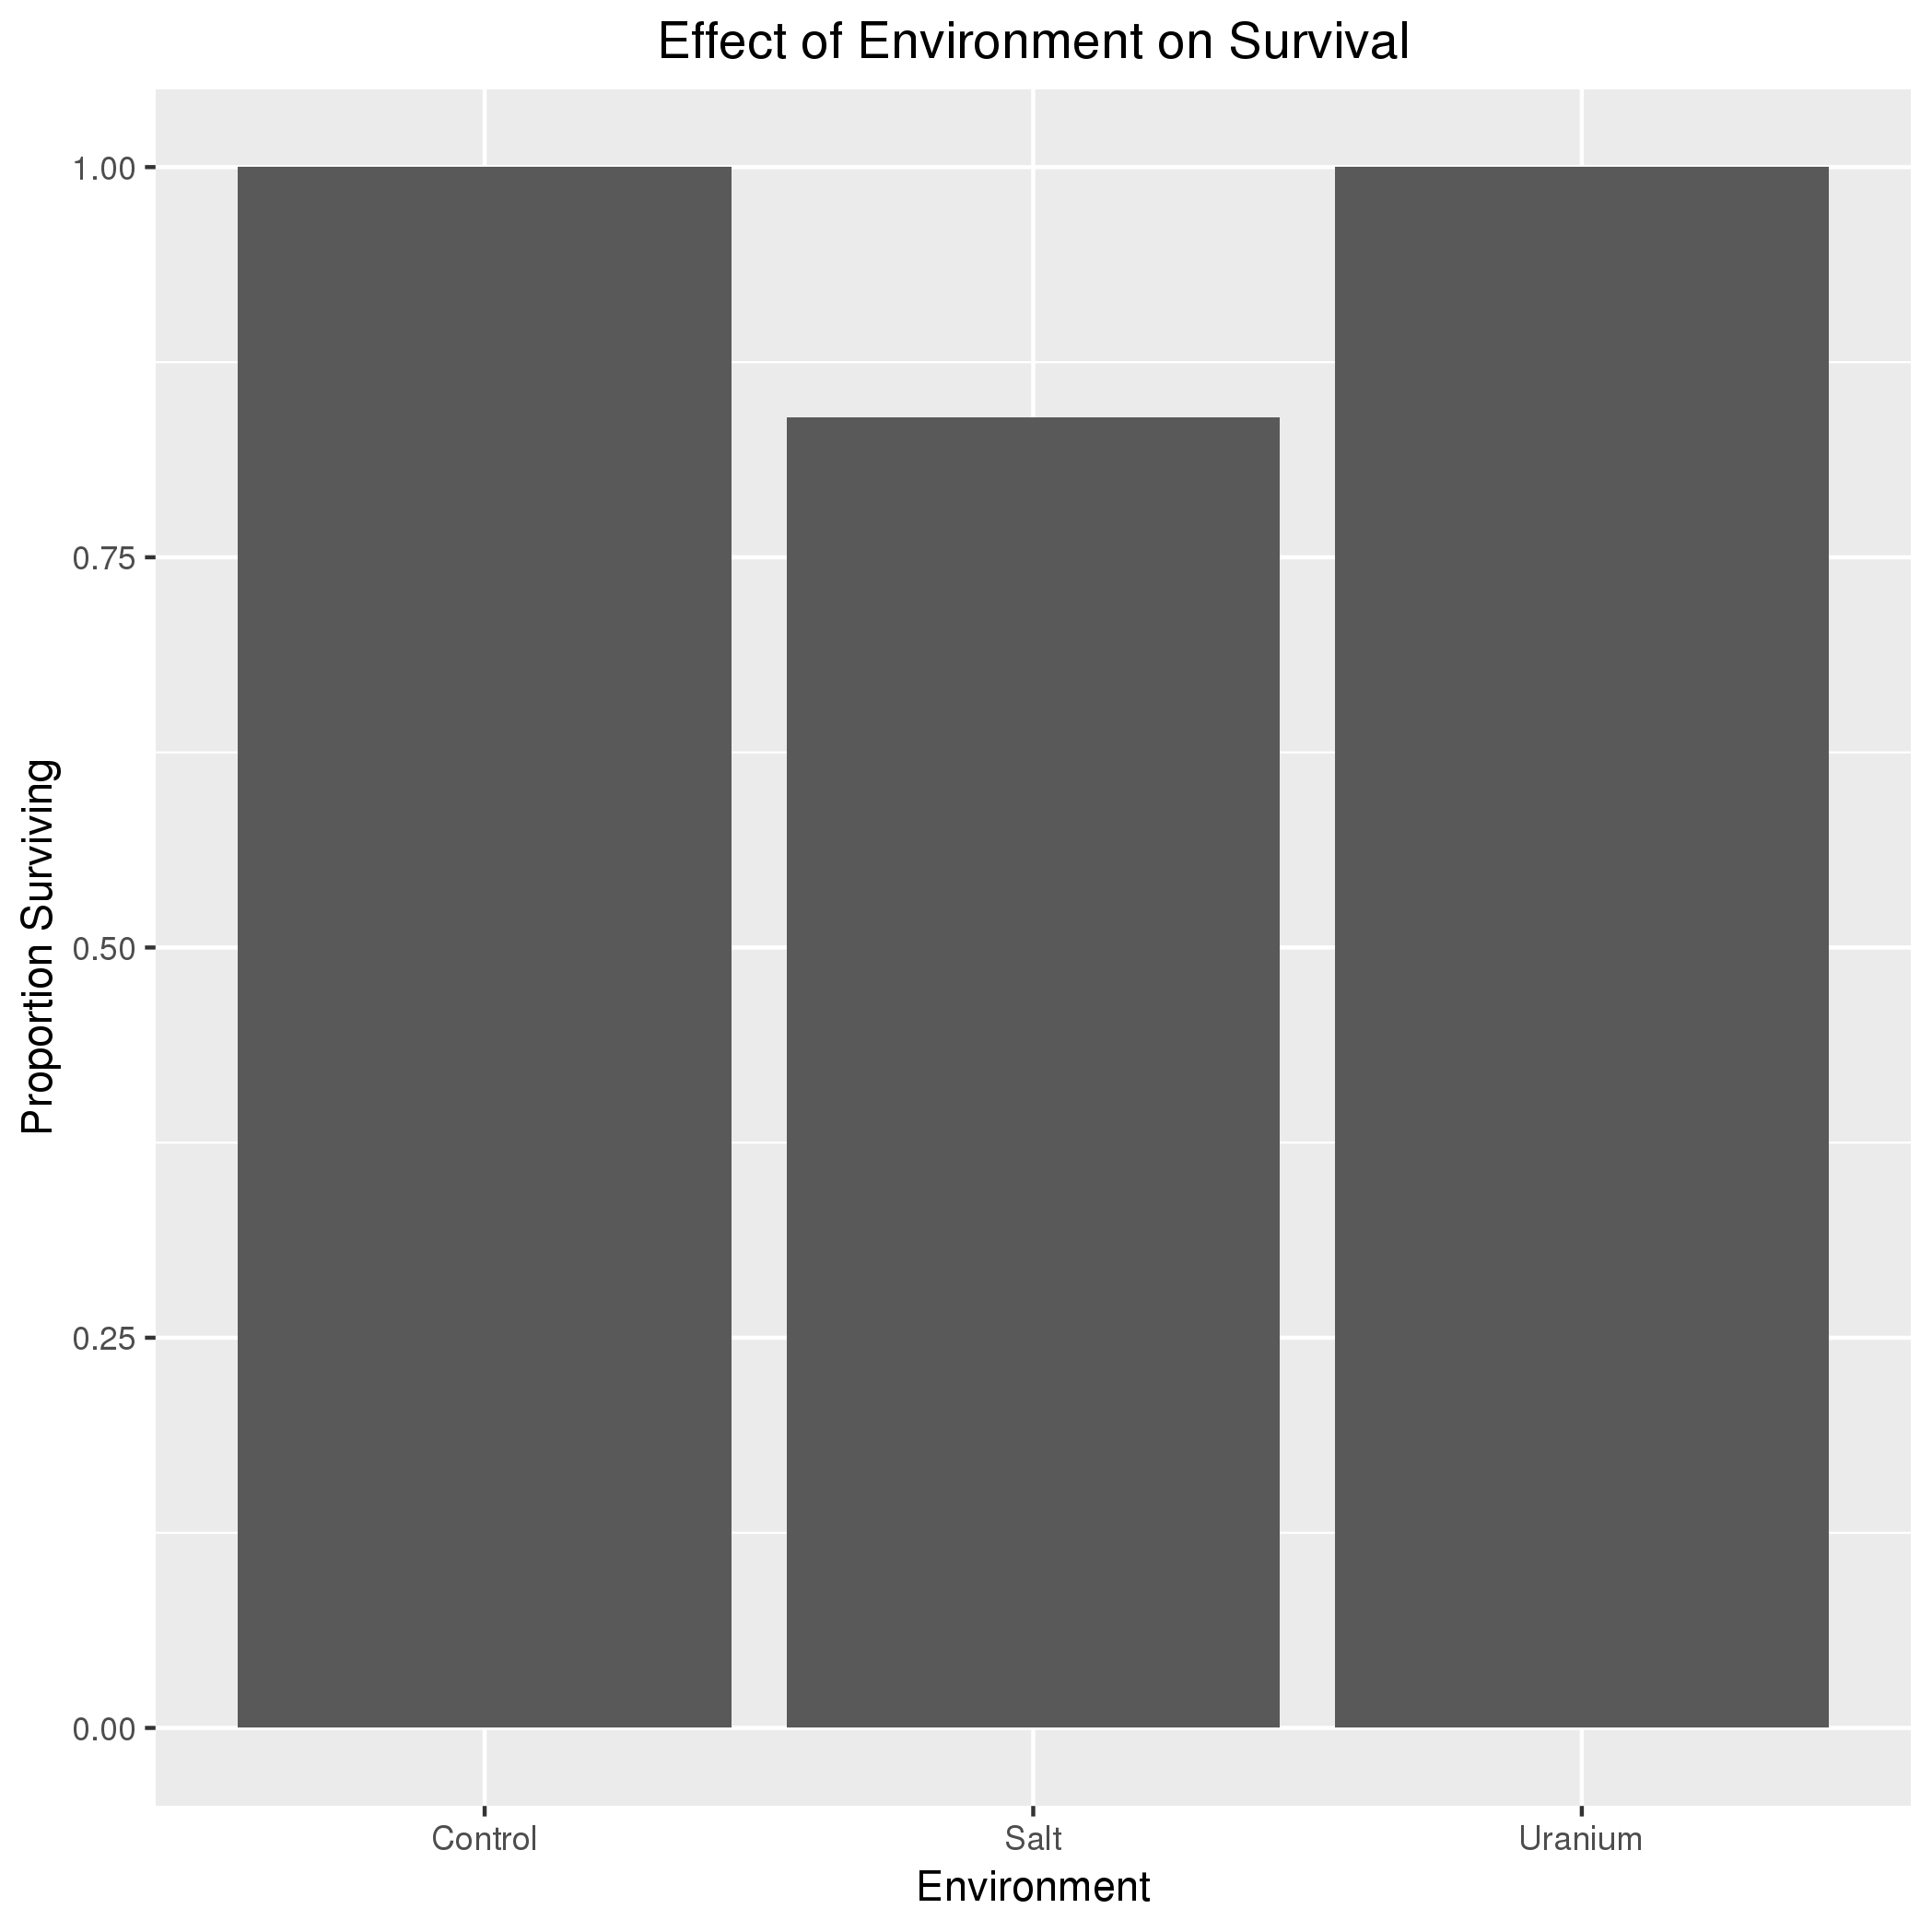 Effect of Environment on Survival
Proportion Surviving
1.00
0.75
0.50
0.25
0.00
Control Salt Uranium
Environment